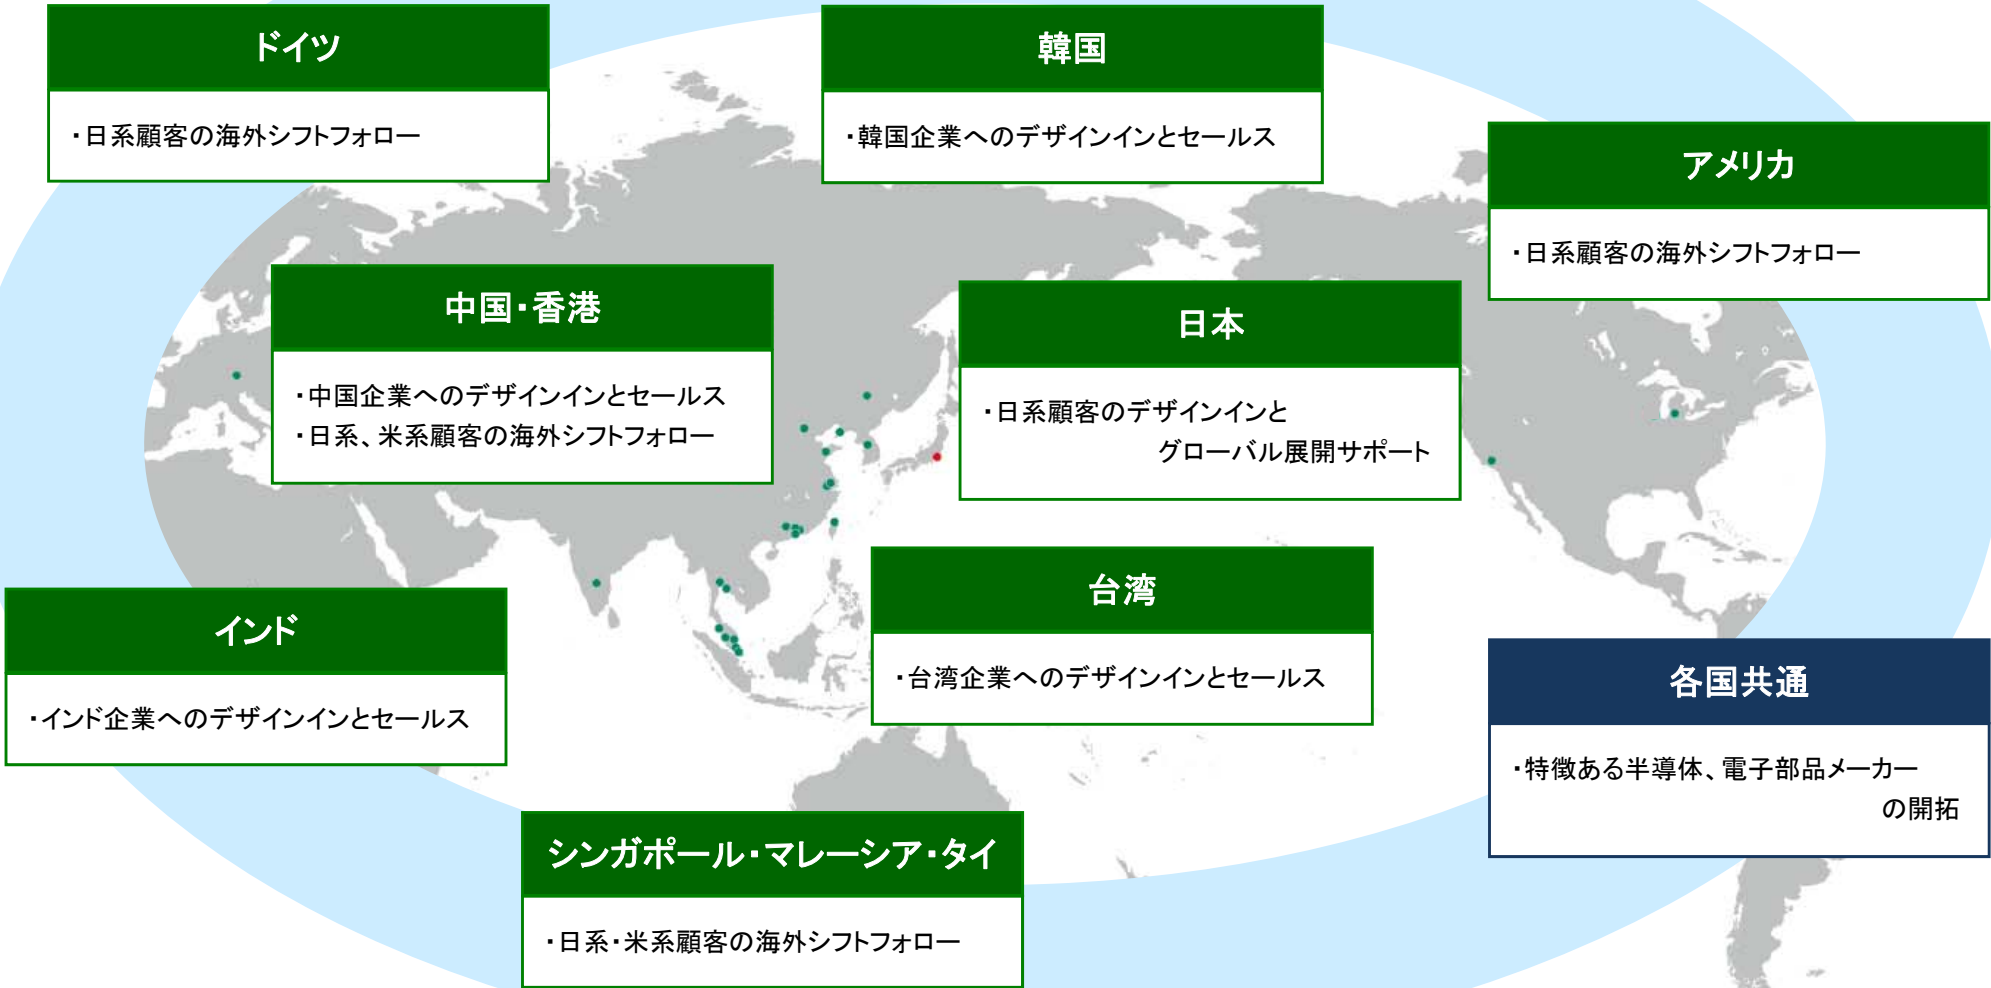 ドイツ
・日系顧客の海外シフトフォロー
韓国
・韓国企業へのデザインインとセールス
アメリカ
・日系顧客の海外シフトフォロー
中国・香港
・中国企業へのデザインインとセールス
・日系、米系顧客の海外シフトフォロー
日本
・日系顧客のデザインインと
グローバル展開サポート
インド
・インド企業へのデザインインとセールス
台湾
・台湾企業へのデザインインとセールス
各国共通
・特徴ある半導体、電子部品メーカー
の開拓
シンガポール・マレーシア・タイ
・日系・米系顧客の海外シフトフォロー